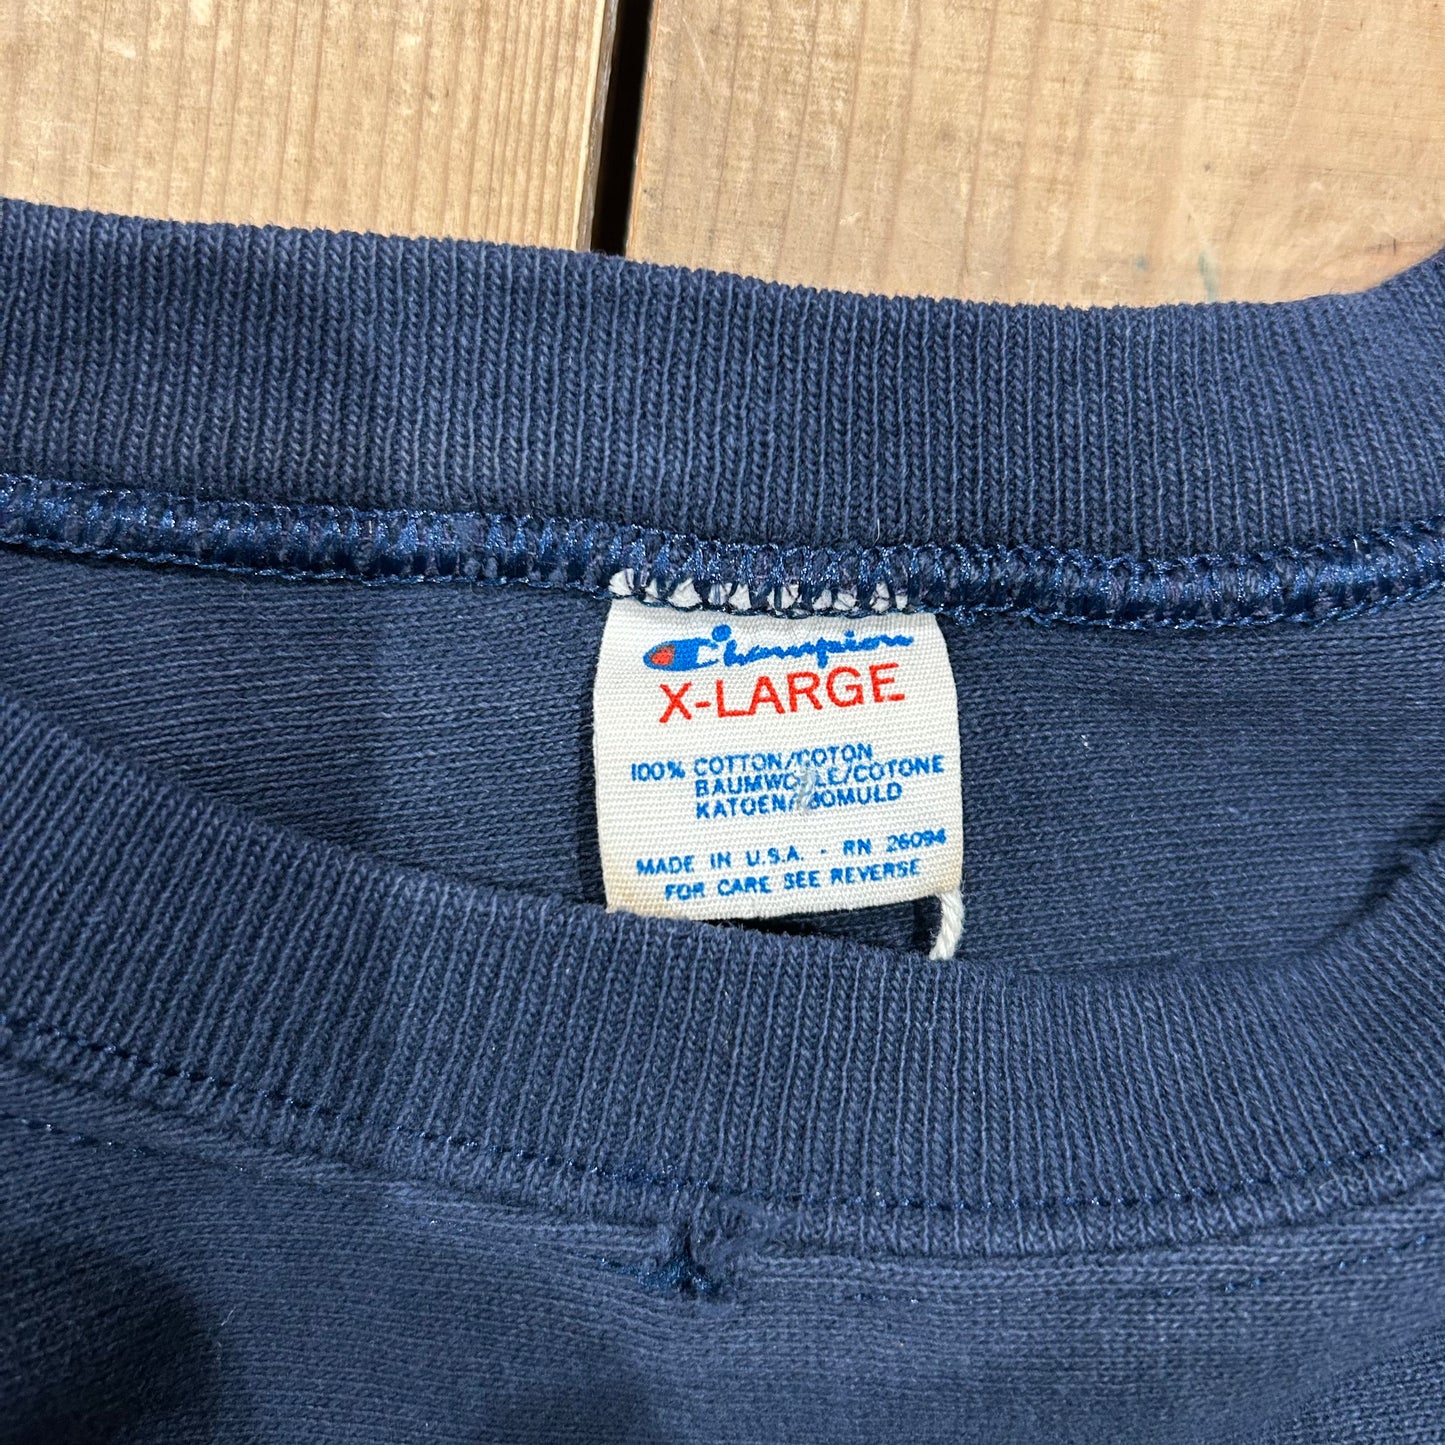 Champion
X-LARGE
100% COTTON/COTON
BAUMWOLLE/COTONE
KATOEN/BOMULD
MADE IN U.S.A. - RN 26094
FOR CARE SEE REVERSE